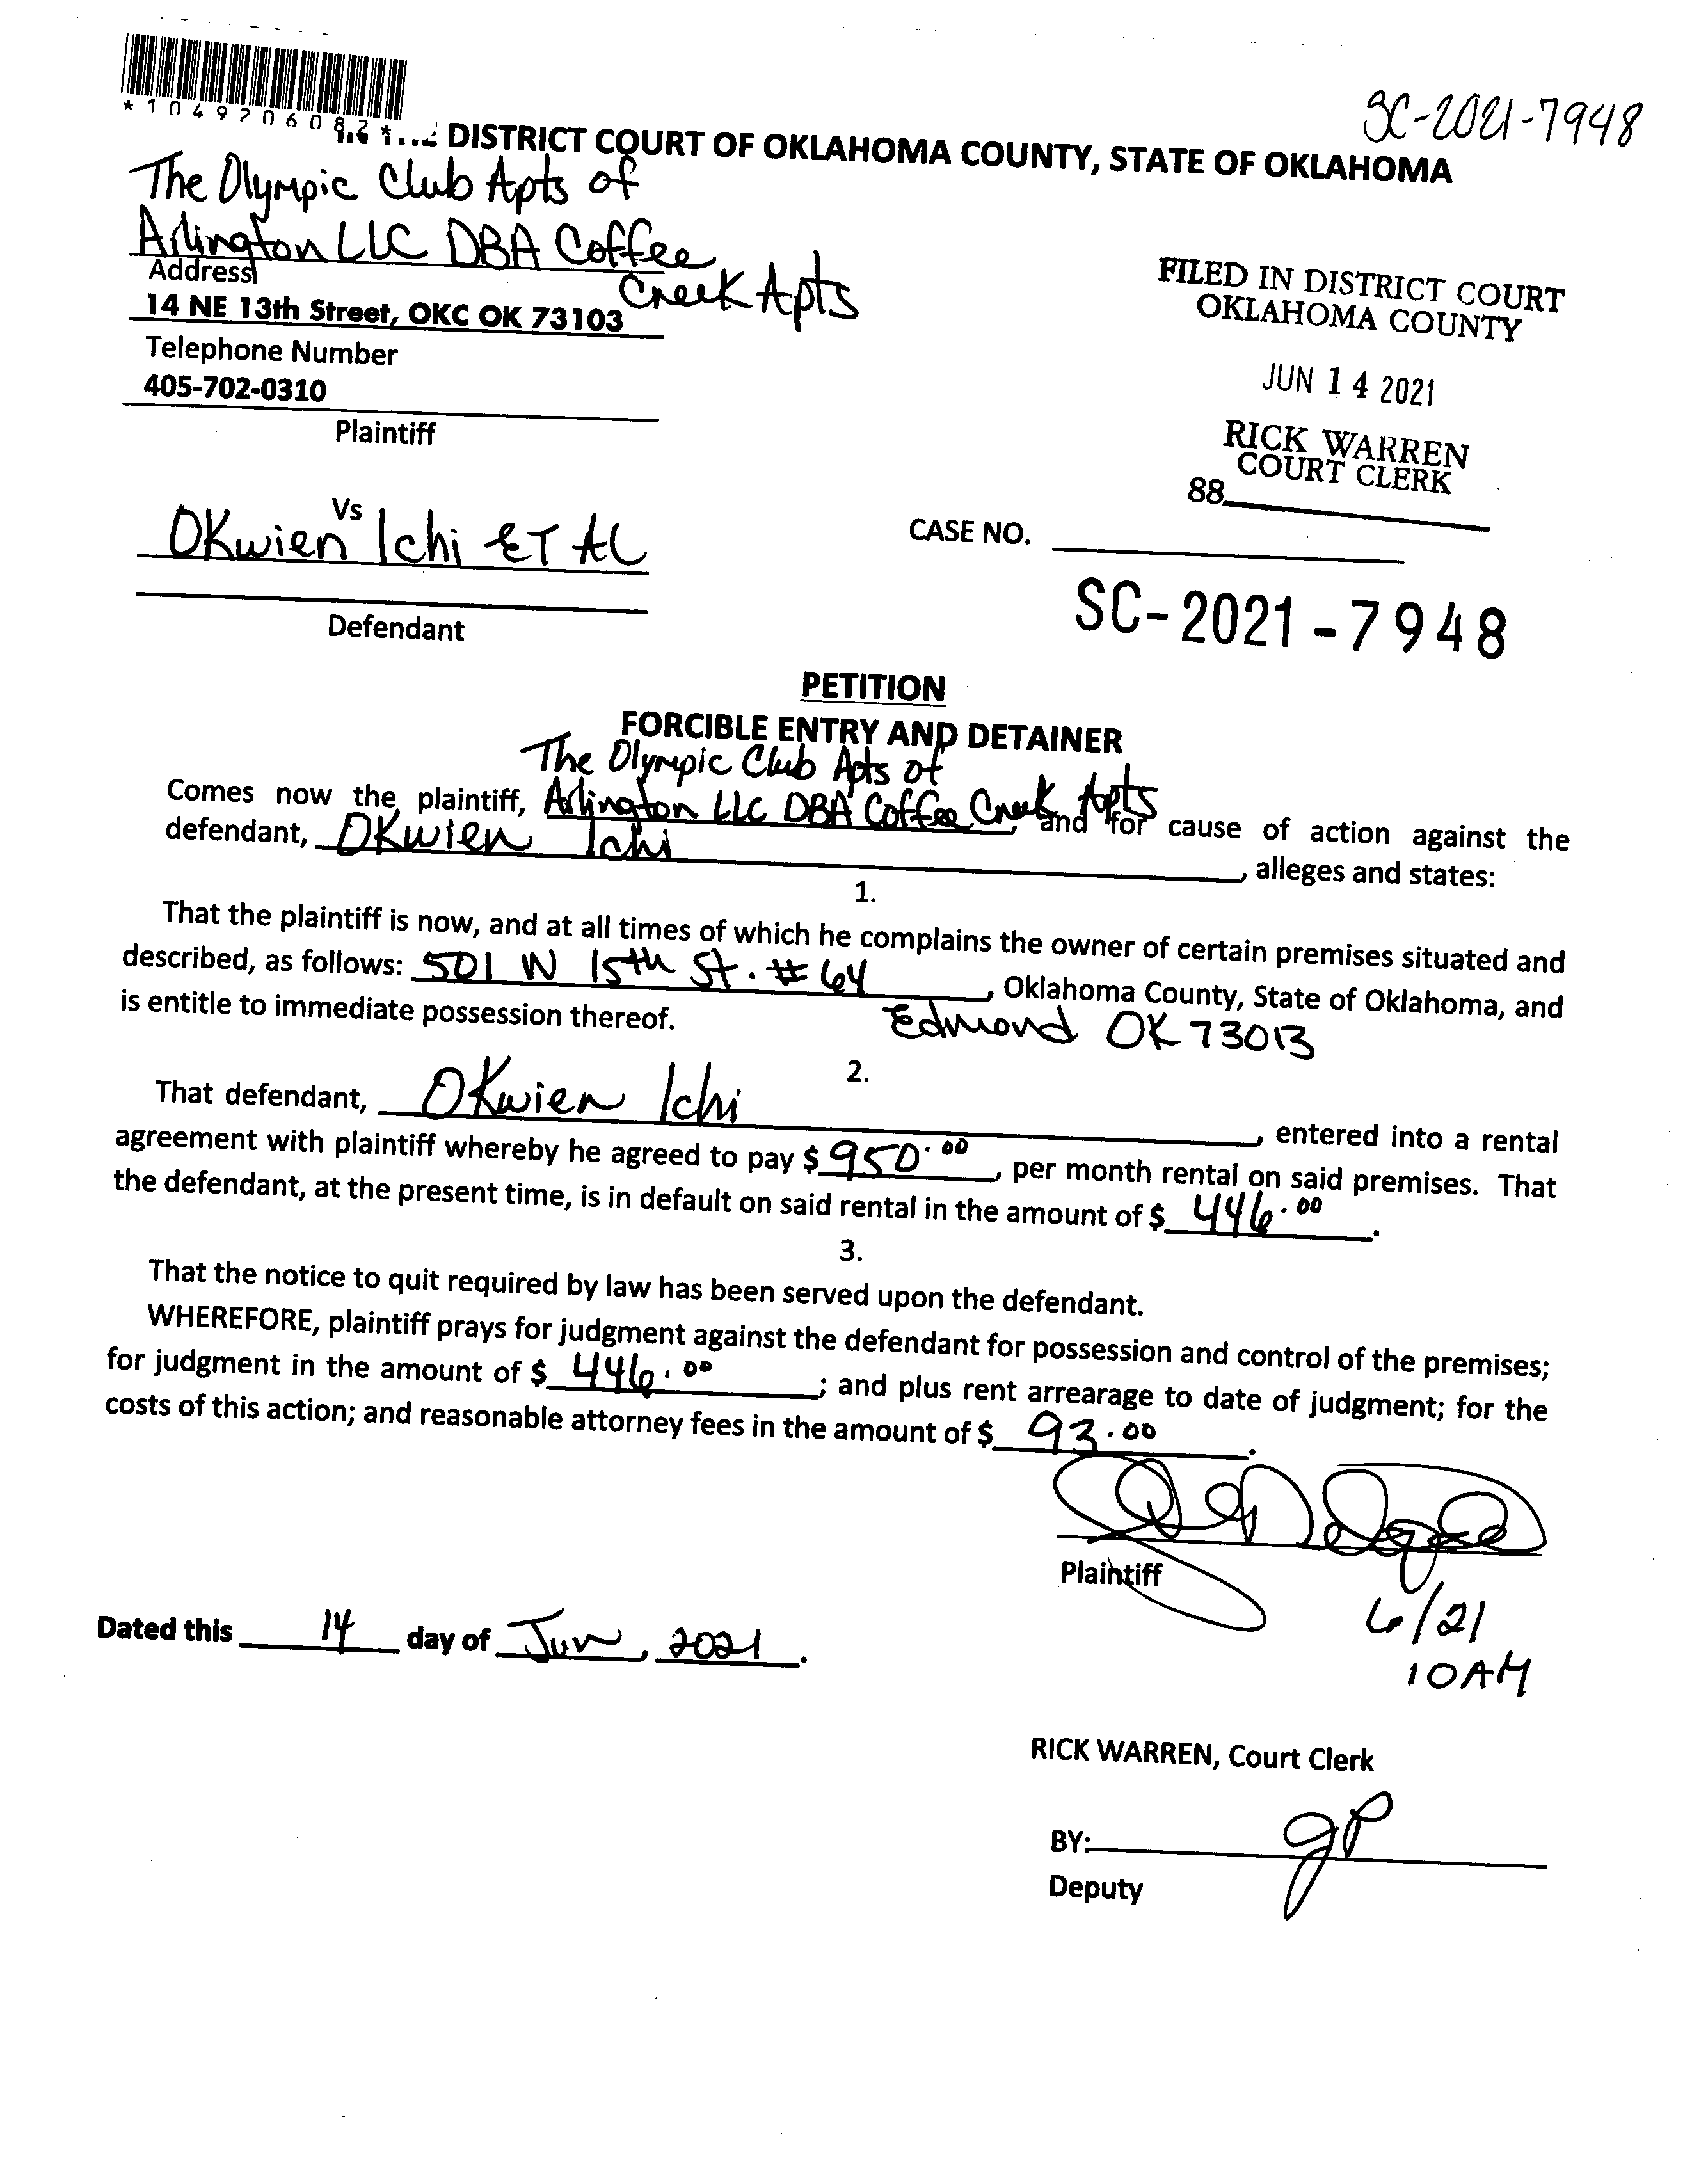 *1049206082*
SC-2021-7948
DISTRICT COURT OF OKLAHOMA COUNTY, STATE OF OKLAHOMA
The Olympic Club Apts of
Arlington LLC DBA Coffee
Creek Apts
Address
14 NE 13th Street, OKC OK 73103
Telephone Number
405-702-0310
Plaintiff
FILED IN DISTRICT COURT
OKLAHOMA COUNTY
JUN 14 2021
RICK WARREN
COURT CLERK
88
Vs
OKwien Ichi ET AL
Defendant
CASE NO.
SC-2021-7948
PETITION
FORCIBLE ENTRY AND DETAINER
The Olympic Club Apts of
Comes now the plaintiff, Arlington LLC DBA Coffee Creek Apts, and for cause of action against the
defendant, OKwien Ichi, alleges and states:
1.
That the plaintiff is now, and at all times of which he complains the owner of certain premises situated and
described, as follows: 501 W 15th St. #64, Oklahoma County, State of Oklahoma, and
is entitle to immediate possession thereof. Edmond OK 73013
2.
That defendant, OKwien Ichi, entered into a rental
agreement with plaintiff whereby he agreed to pay $ 950.00, per month rental on said premises. That
the defendant, at the present time, is in default on said rental in the amount of $ 446.00.
3.
That the notice to quit required by law has been served upon the defendant.
WHEREFORE, plaintiff prays for judgment against the defendant for possession and control of the premises;
for judgment in the amount of $ 446.00; and plus rent arrearage to date of judgment; for the
costs of this action; and reasonable attorney fees in the amount of $ 93.00.
Plaintiff
6/21
10AM
Dated this 14 day of Jun, 2021.
RICK WARREN, Court Clerk
BY: gP
Deputy